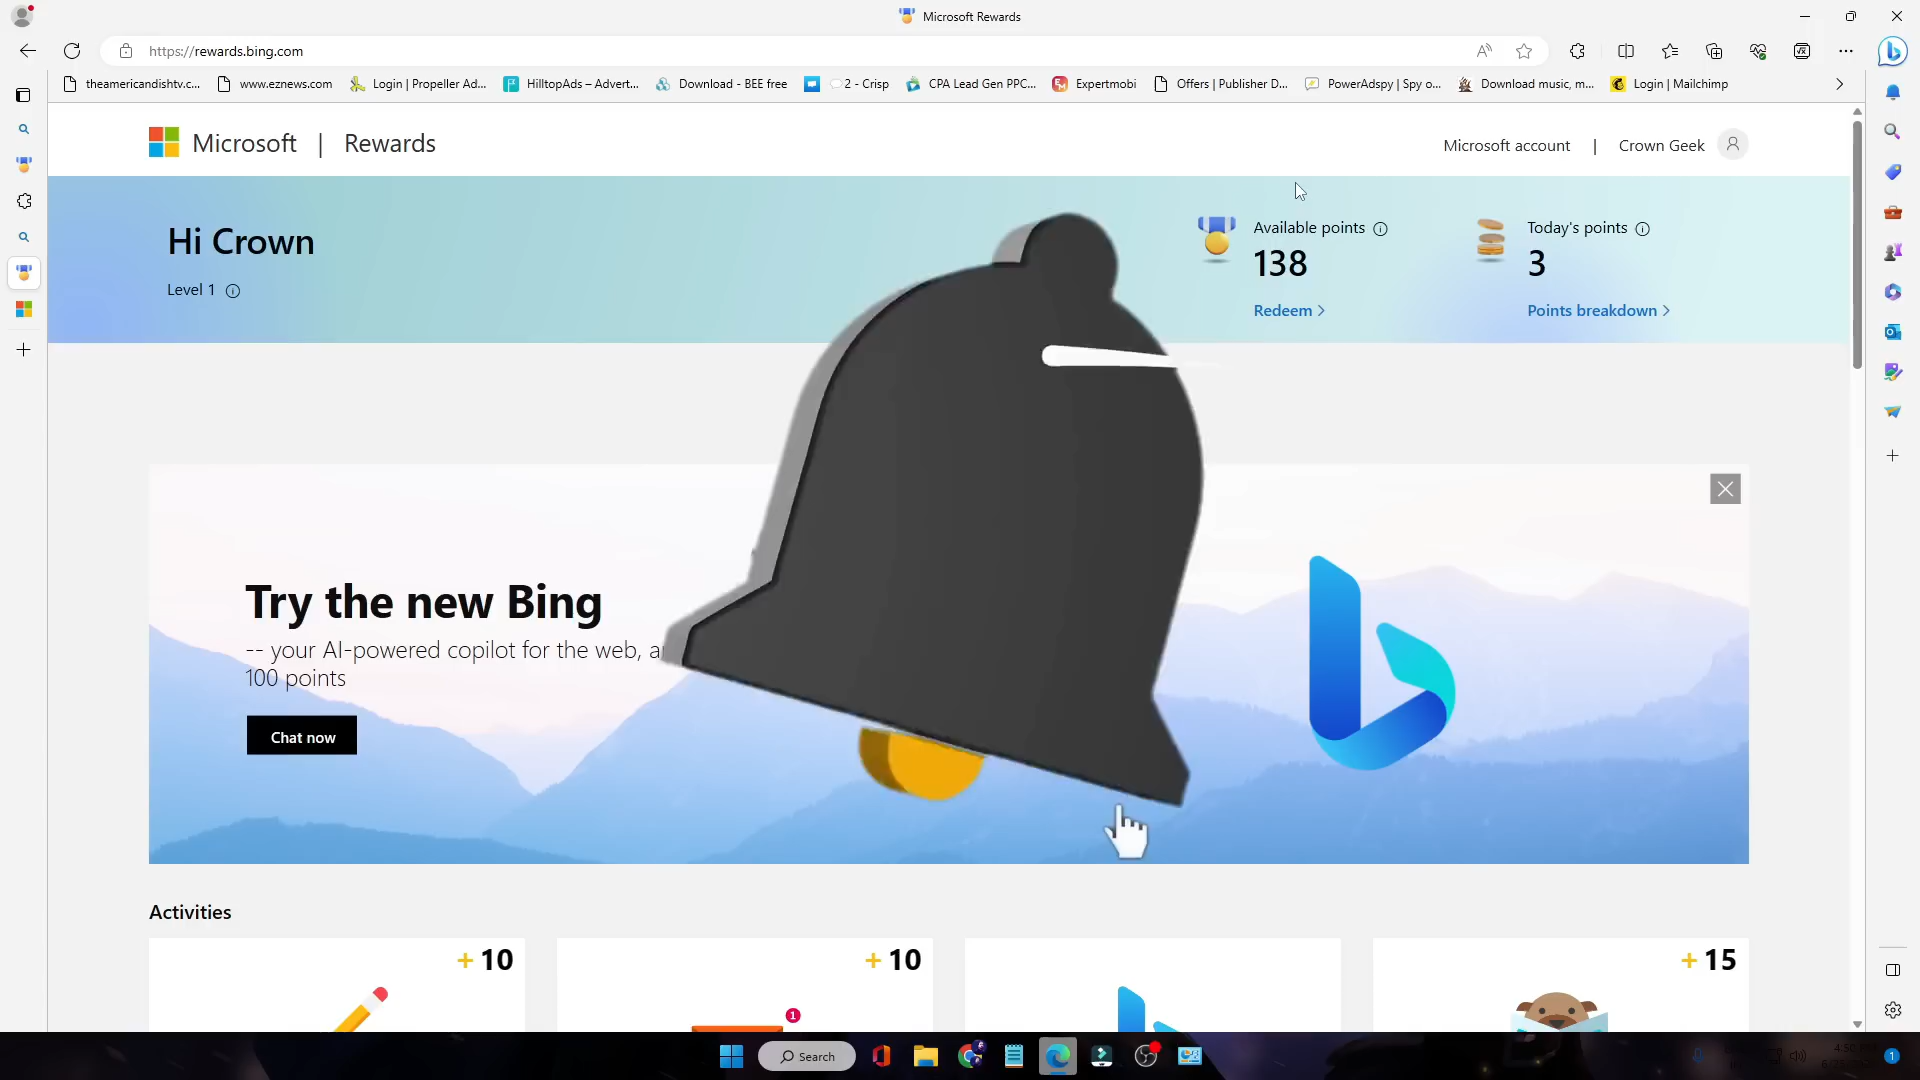 Microsoft Rewards
https://rewards.bing.com
theamericandishtv.c...
www.eznews.com
Login | Propeller Ad...
HilltopAds – Advert...
Download - BEE free
2 - Crisp
CPA Lead Gen PPC...
Expertmobi
Offers | Publisher D...
PowerAdspy | Spy o...
Download music, m...
Login | Mailchimp
Microsoft | Rewards
Microsoft account | Crown Geek
Hi Crown
Level 1
Available points
138
Redeem
Today's points
3
Points breakdown
Try the new Bing
-- your AI-powered copilot for the web,
100 points
Chat now
Activities
+ 10
+ 10
+ 15
1
Search
1